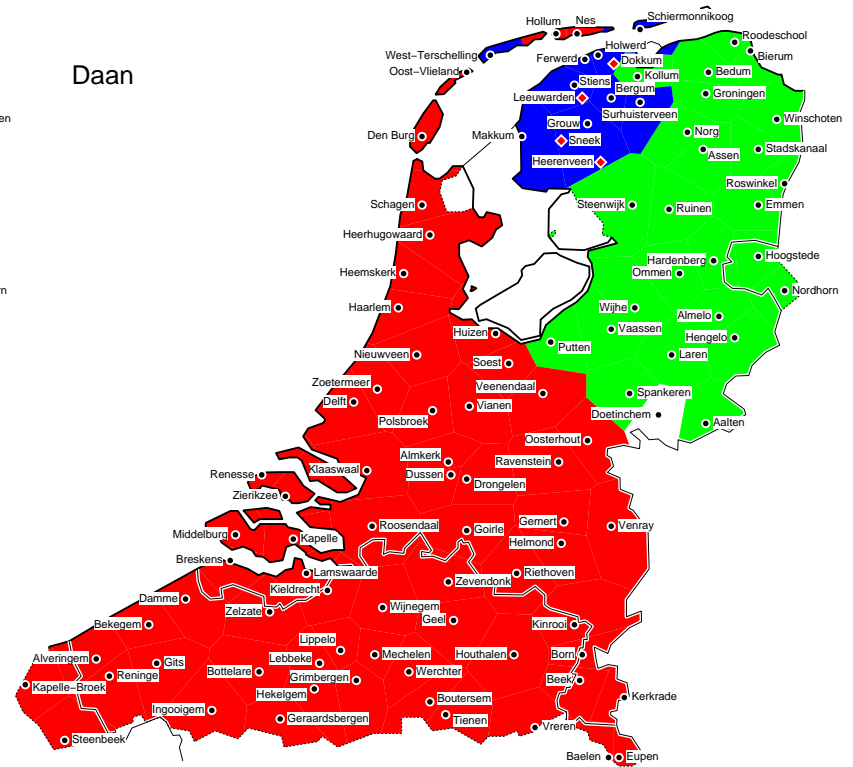 Daan
Schiermonnikoog
Hollum
Nes
Roodeschool
West-Terschelling
Holwerd
Bierum
Ferwerd
Dokkum
Oost-Vlieland
Kollum
Bedum
Stiens
Bergum
Groningen
Leeuwarden
Surhuisterveen
Grouw
Winschoten
Den Burg
Makkum
Sneek
Norg
Assen
Stadskanaal
Heerenveen
Roswinkel
Schagen
Steenwijk
Ruinen
Emmen
Heerhugowaard
Hardenberg
Hoogstede
Heemskerk
Ommen
Nordhorn
en
rn
Haarlem
Wijhe
Almelo
Huizen
Vaassen
Hengelo
Putten
Nieuwveen
Laren
Soest
Zoetermeer
Veenendaal
Spankeren
Delft
Vianen
Polsbroek
Doetinchem
Aalten
Oosterhout
Almkerk
Ravenstein
Renesse
Klaaswaal
Dussen
Drongelen
Zierikzee
Middelburg
Roosendaal
Goirle
Gemert
Venray
Kapelle
Helmond
Breskens
Lamswaarde
Riethoven
Kieldrecht
Zevendonk
Damme
Zelzate
Wijnegem
Bekegem
Geel
Kinrooi
Lippelo
Alveringem
Gits
Lebbeke
Mechelen
Houthalen
Born
Reninge
Bottelare
Grimbergen
Werchter
Beek
Kapelle-Broek
Hekelgem
Kerkrade
Ingooigem
Boutersem
Geraardsbergen
Tienen
Vreren
Steenbeek
Baelen
Eupen